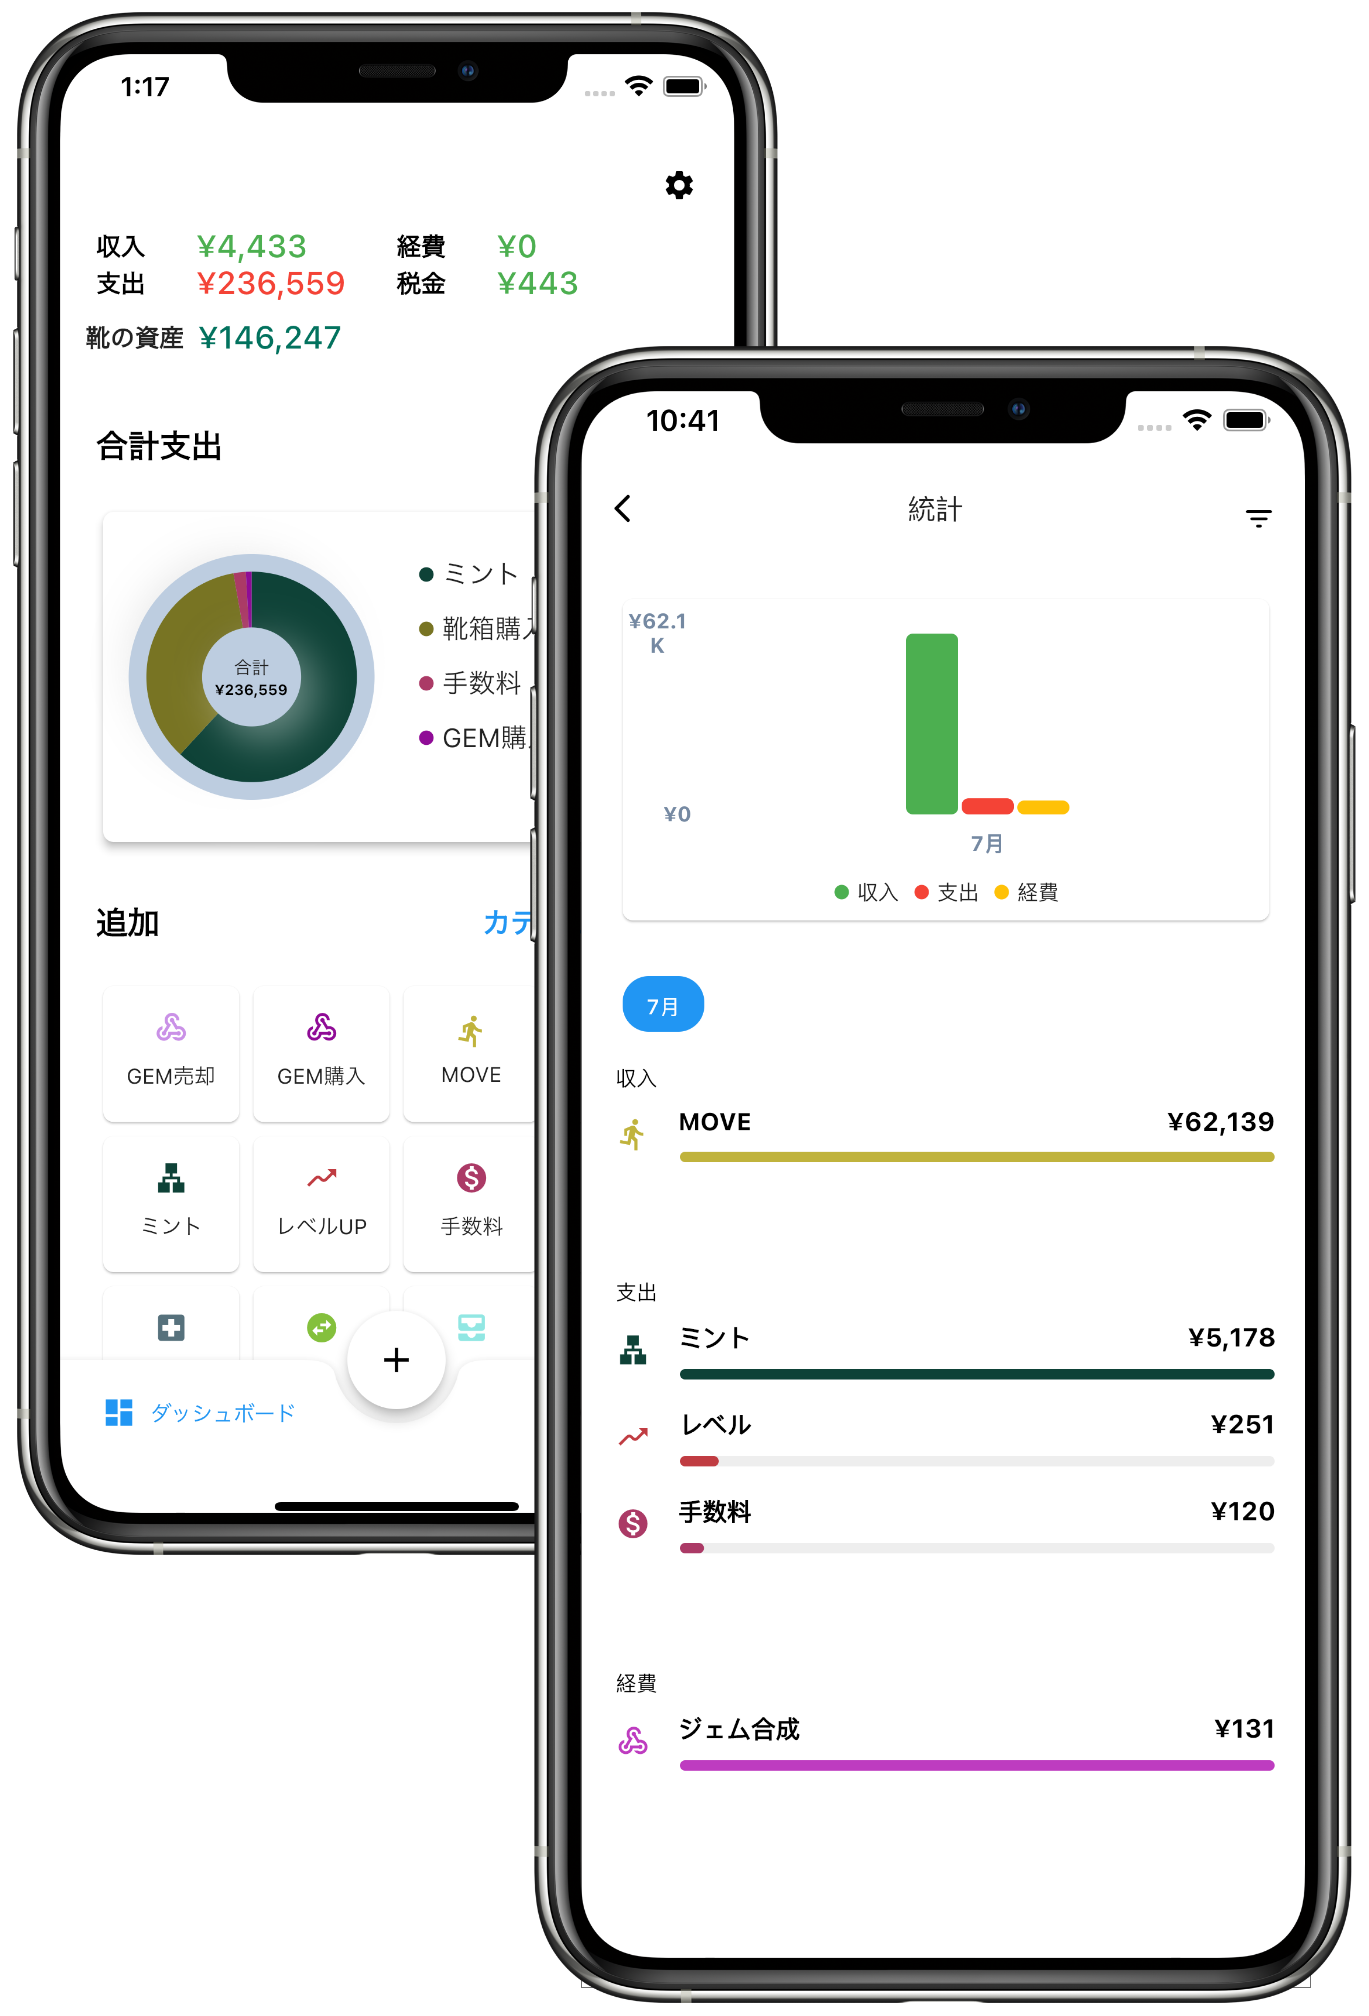 1:17
収入 ¥4,433 経費 ¥0
支出 ¥236,559 税金 ¥443
靴の資産 ¥146,247
合計支出
合計
¥236,559
ミント
靴箱購入
手数料
GEM購入
追加
カテ
GEM売却
GEM購入
MOVE
ミント
レベルUP
手数料
ダッシュボード
10:41
統計
¥62.1
K
¥0
7月
収入 支出 経費
7月
収入
MOVE ¥62,139
支出
ミント ¥5,178
レベル ¥251
手数料 ¥120
経費
ジェム合成 ¥131